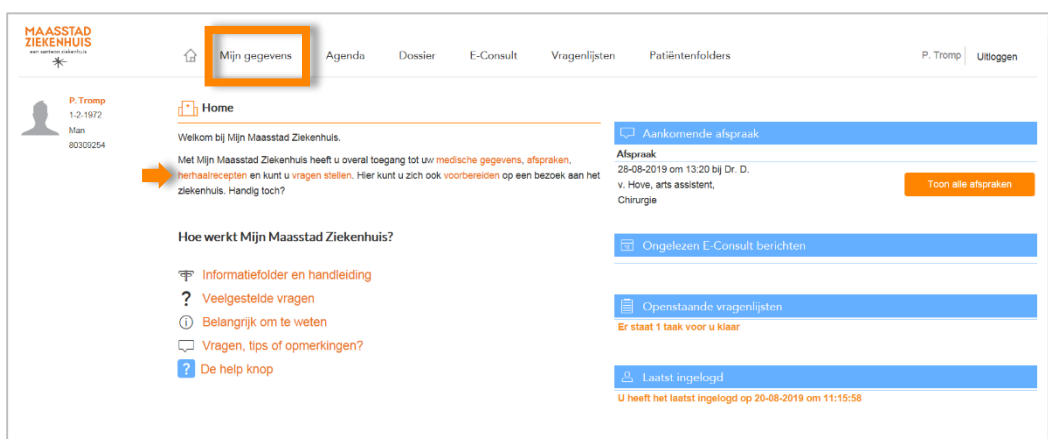 MAASSTAD
ZIEKENHUIS
een santeon ziekenhuis
Mijn gegevens Agenda Dossier E-Consult Vragenlijsten Patiëntenfolders P. Tromp Uitloggen
P. Tromp
1-2-1972
Man
80309254
Home
Welkom bij Mijn Maasstad Ziekenhuis.
Met Mijn Maasstad Ziekenhuis heeft u overal toegang tot uw medische gegevens, afspraken,
herhaalrecepten en kunt u vragen stellen. Hier kunt u zich ook voorbereiden op een bezoek aan het
ziekenhuis. Handig toch?
Hoe werkt Mijn Maasstad Ziekenhuis?
Informatiefolder en handleiding
? Veelgestelde vragen
i Belangrijk om te weten
Vragen, tips of opmerkingen?
? De help knop
Aankomende afspraak
Afspraak
28-08-2019 om 13:20 bij Dr. D.
v. Hove, arts assistent,
Chirurgie
Toon alle afspraken
Ongelezen E-Consult berichten
Openstaande vragenlijsten
Er staat 1 taak voor u klaar
Laatst ingelogd
U heeft het laatst ingelogd op 20-08-2019 om 11:15:58